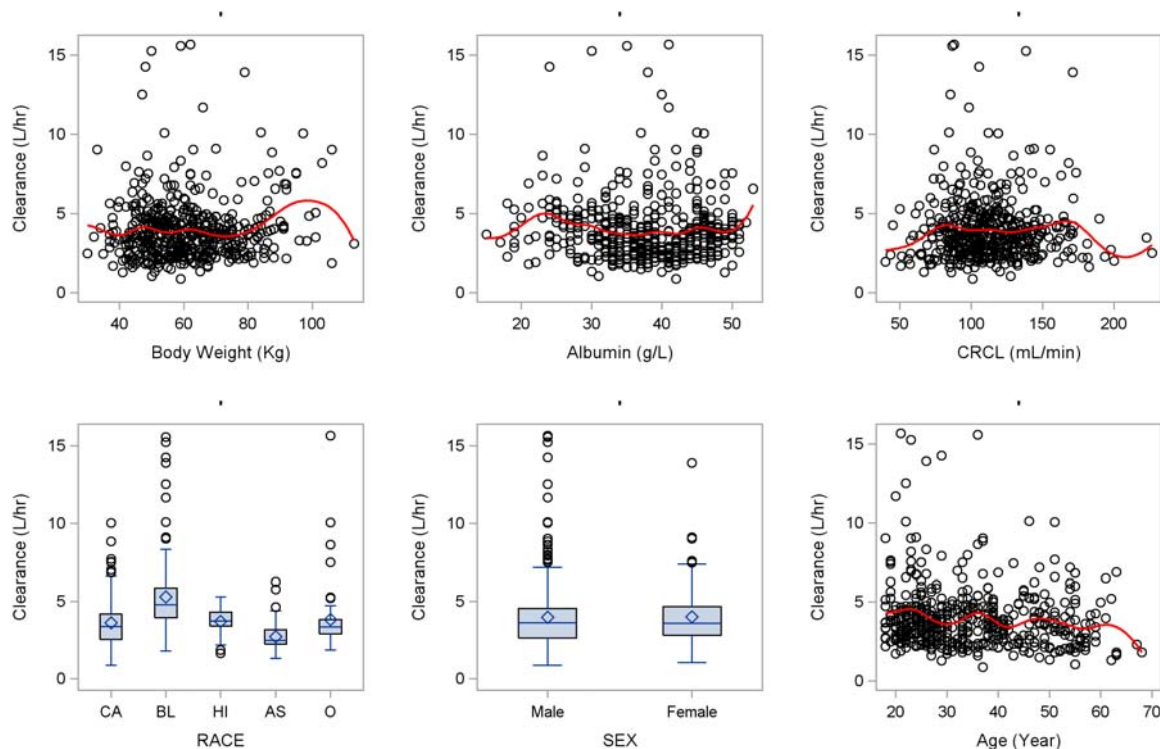 Clearance (L/hr)
15
10
5
0
40 60 80 100
Body Weight (Kg)
Clearance (L/hr)
15
10
5
0
20 30 40 50
Albumin (g/L)
Clearance (L/hr)
15
10
5
0
50 100 150 200
CRCL (mL/min)
Clearance (L/hr)
15
10
5
0
CA BL HI AS O
RACE
Clearance (L/hr)
15
10
5
0
Male Female
SEX
Clearance (L/hr)
15
10
5
0
20 30 40 50 60 70
Age (Year)